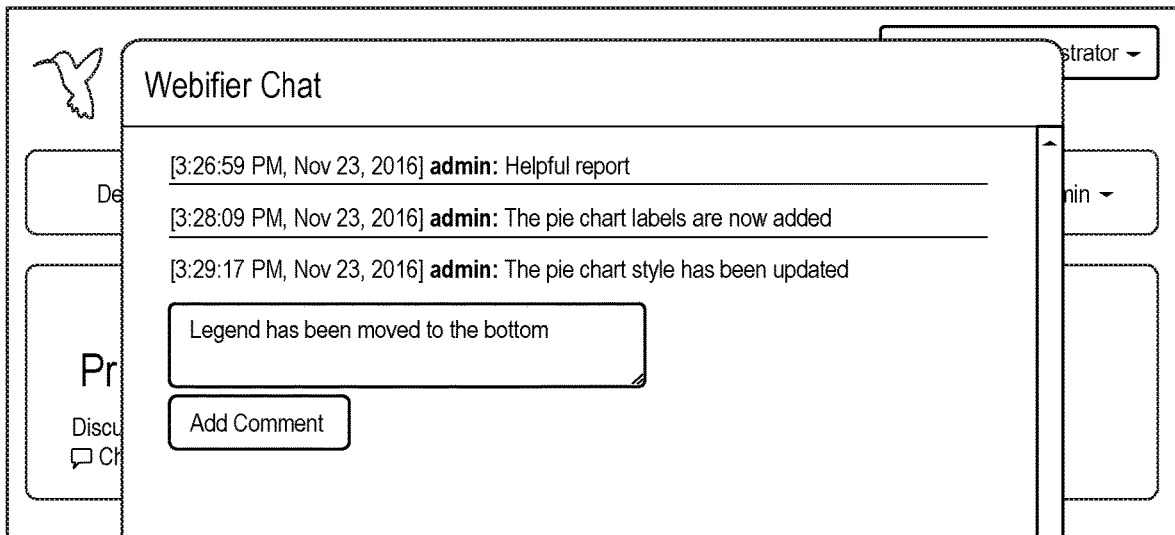 strator
Webifier Chat
[3:26:59 PM, Nov 23, 2016] admin: Helpful report
De
min
[3:28:09 PM, Nov 23, 2016] admin: The pie chart labels are now added
[3:29:17 PM, Nov 23, 2016] admin: The pie chart style has been updated
Legend has been moved to the bottom
Pr
Add Comment
Discu
Ch